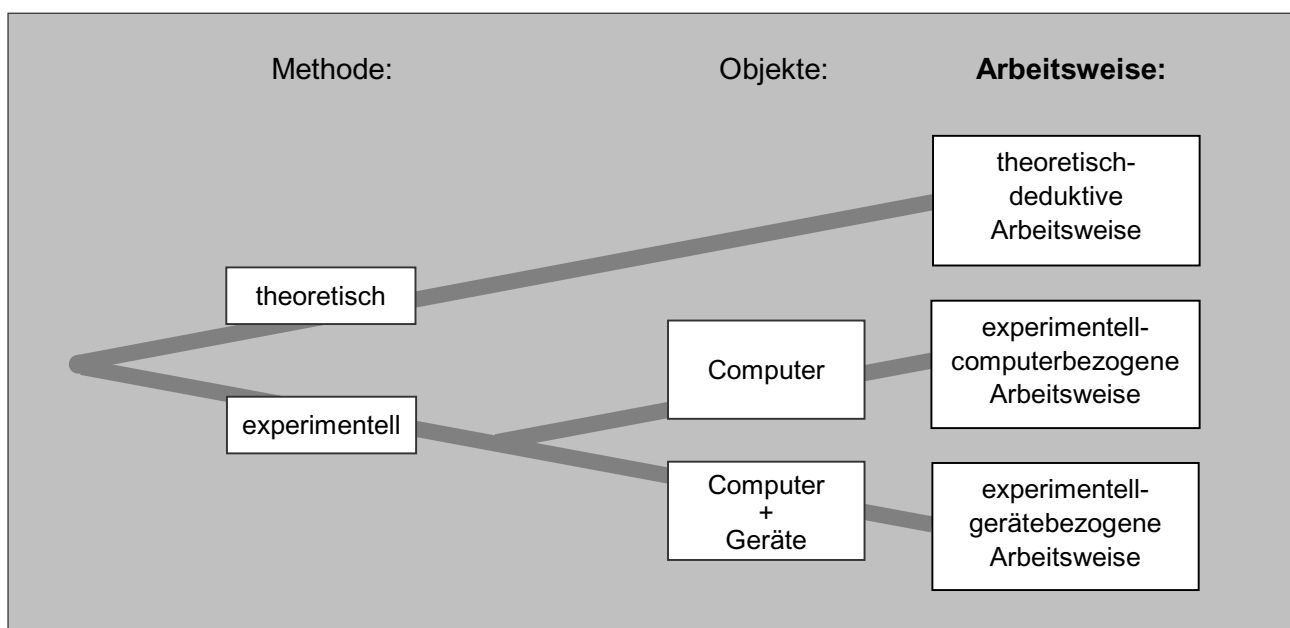 Methode:
Objekte:
Arbeitsweise:
theoretisch-
deduktive
Arbeitsweise
theoretisch
experimentell-
computerbezogene
Arbeitsweise
Computer
experimentell
Computer
+
Geräte
experimentell-
gerätebezogene
Arbeitsweise